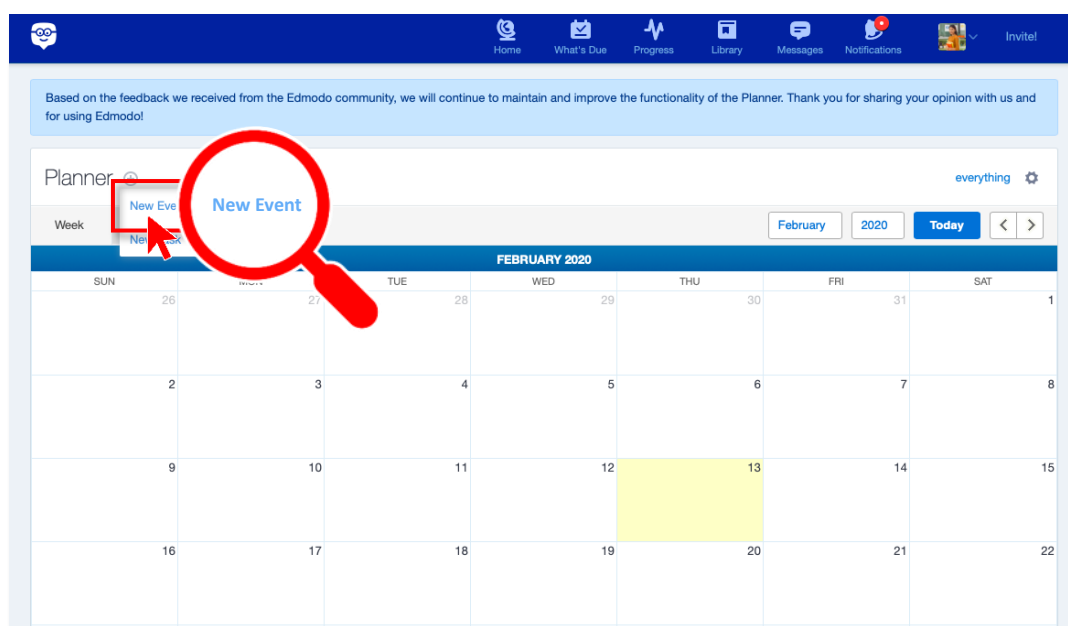 Home What's Due Progress Library Messages Notifications Invite!
Based on the feedback we received from the Edmodo community, we will continue to maintain and improve the functionality of the Planner. Thank you for sharing your opinion with us and
for using Edmodo!
Planner everything
New Eve New Event
Week February 2020 Today
New
FEBRUARY 2020
SUN TUE WED THU FRI SAT
26 27 28 29 30 31 1
2 3 4 5 6 7 8
9 10 11 12 13 14 15
16 17 18 19 20 21 22